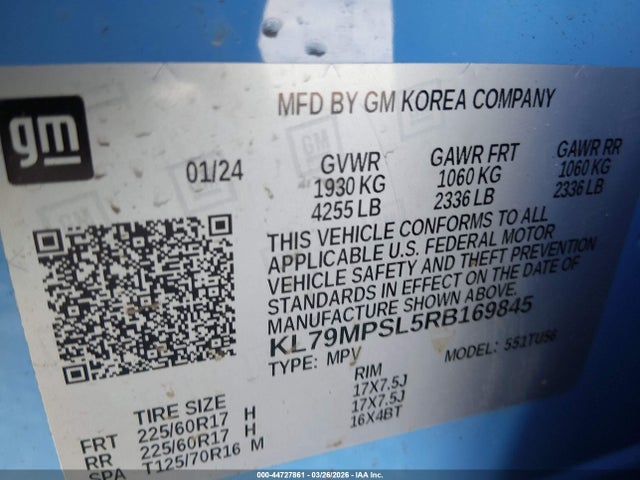 gm
MFD BY GM KOREA COMPANY
01/24
GVWR
1930 KG
4255 LB
GAWR FRT
1060 KG
2336 LB
GAWR RR
1060 KG
2336 LB
THIS VEHICLE CONFORMS TO ALL
APPLICABLE U.S. FEDERAL MOTOR
VEHICLE SAFETY AND THEFT PREVENTION
STANDARDS IN EFFECT ON THE DATE OF
MANUFACTURE SHOWN ABOVE.
KL79MPSL5RB169845
TYPE: MPV
MODEL: 551TU56
TIRE SIZE
RIM
FRT 225/60R17 H 17X7.5J
RR 225/60R17 H 17X7.5J
SPA T125/70R16 M 16X4BT
000-44727861 | 03/26/2026 - Copyright © IAA, Inc.